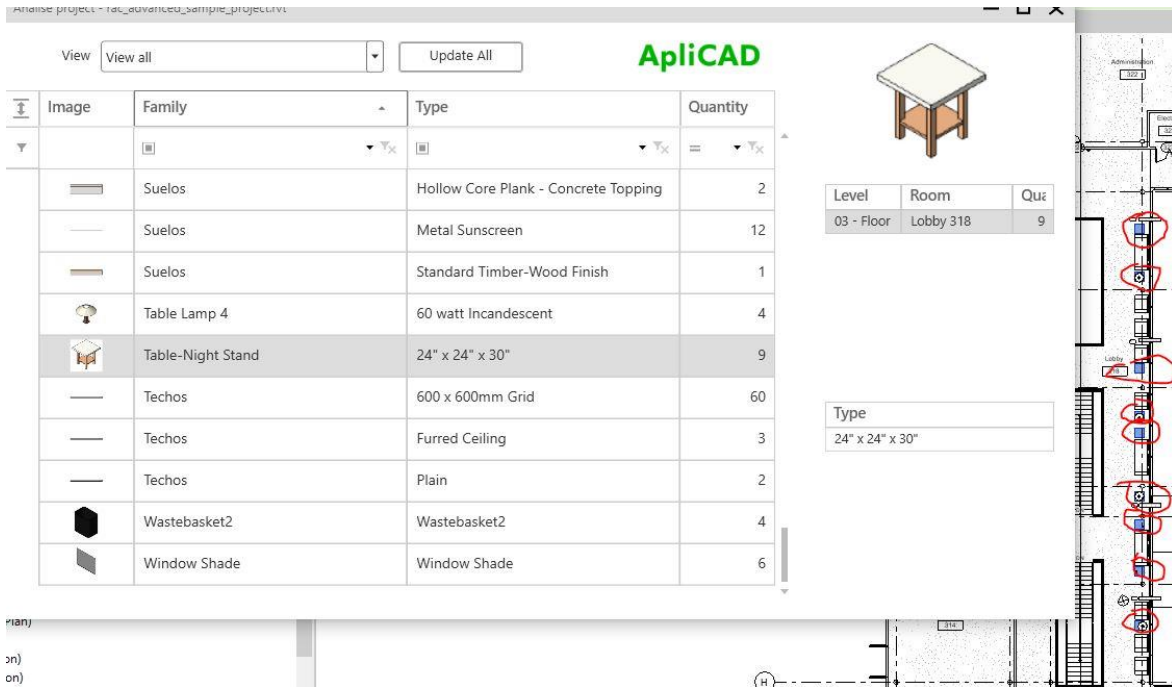 Analise project - rac_advanced_sample_project.rvt
View
View all
Update All
ApliCAD
Image Family Type Quantity
=
Suelos Hollow Core Plank - Concrete Topping 2
Suelos Metal Sunscreen 12
Suelos Standard Timber-Wood Finish 1
Table Lamp 4 60 watt Incandescent 4
Table-Night Stand 24" x 24" x 30" 9
Techos 600 x 600mm Grid 60
Techos Furred Ceiling 3
Techos Plain 2
Wastebasket2 Wastebasket2 4
Window Shade Window Shade 6
Level Room Qua
03 - Floor Lobby 318 9
Type
24" x 24" x 30"
Administration
322
Elect
Lobby
314
H
Plan)
on)
on)